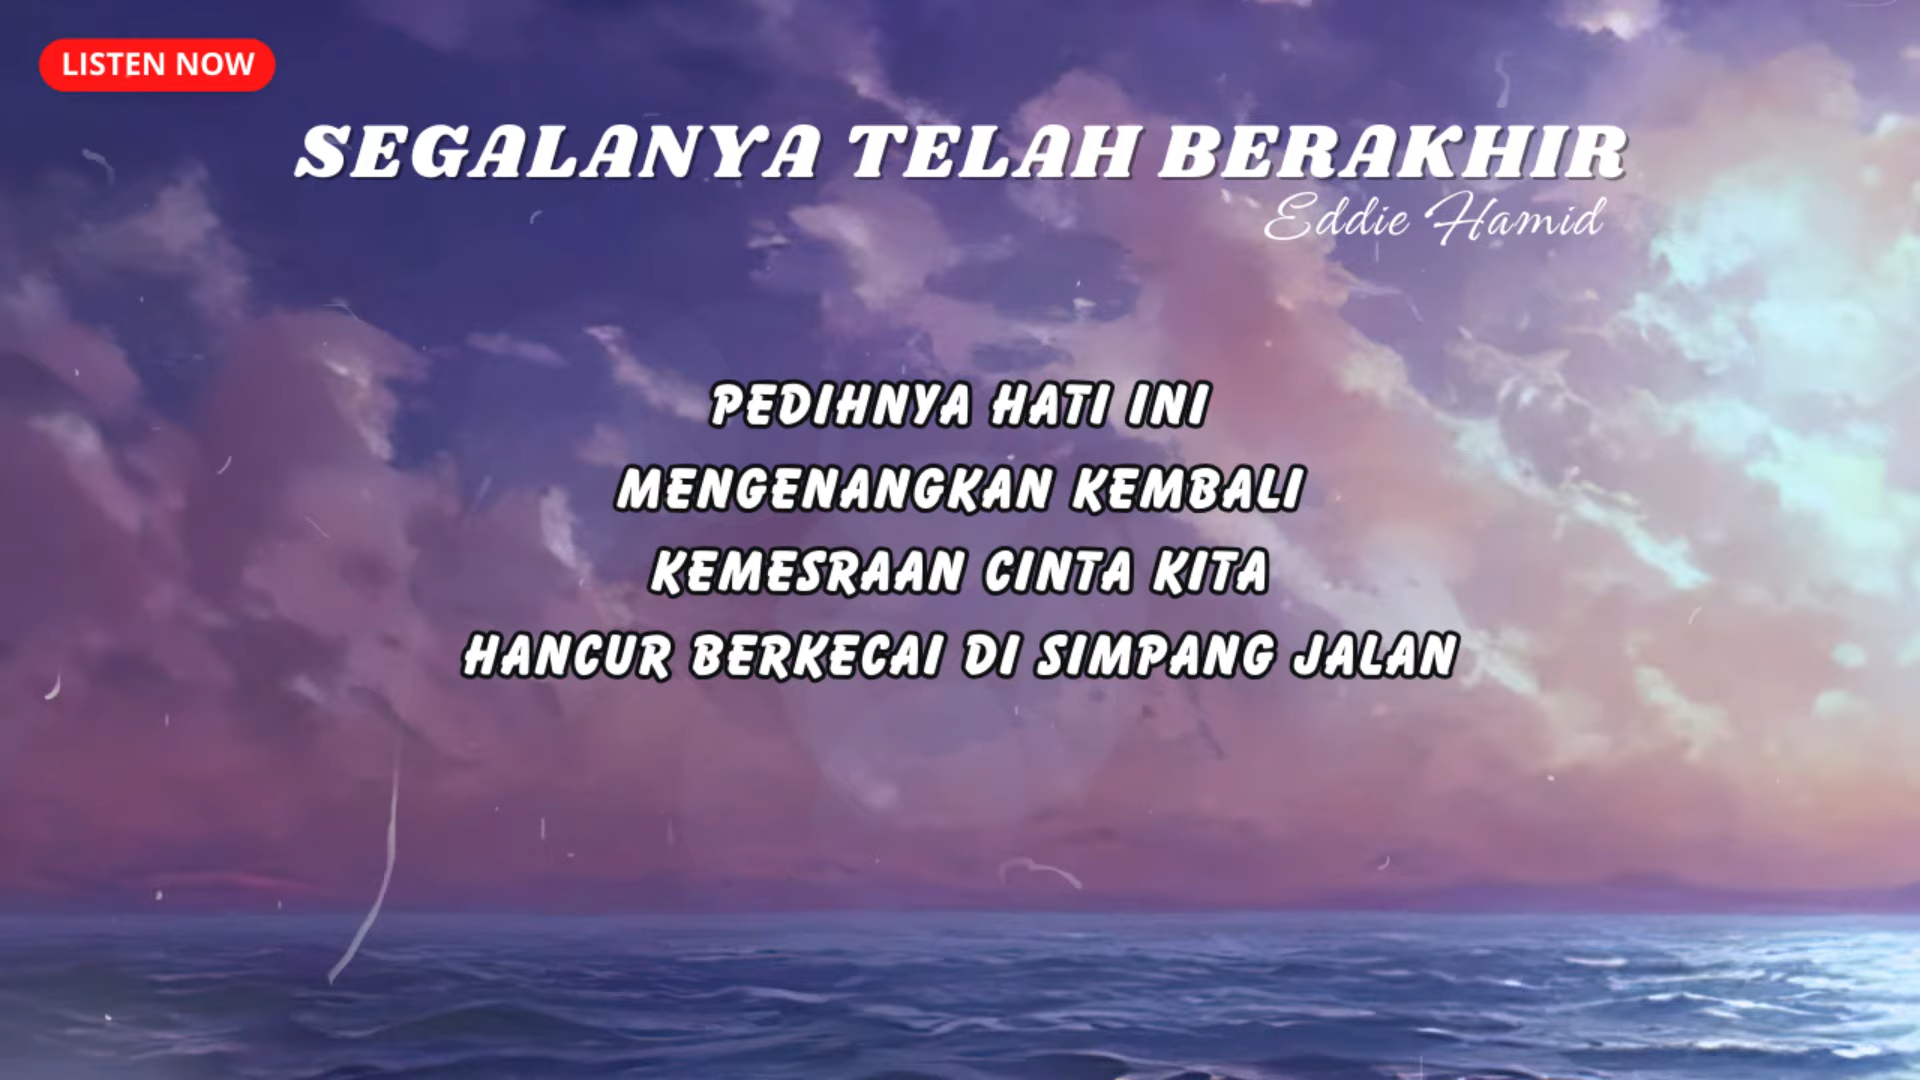 LISTEN NOW
SEGALANYA TELAH BERAKHIR
Eddie Hamid
PEDIHNYA HATI INI
MENGENANGKAN KEMBALI
KEMESRAAN CINTA KITA
HANCUR BERKECAI DI SIMPANG JALAN